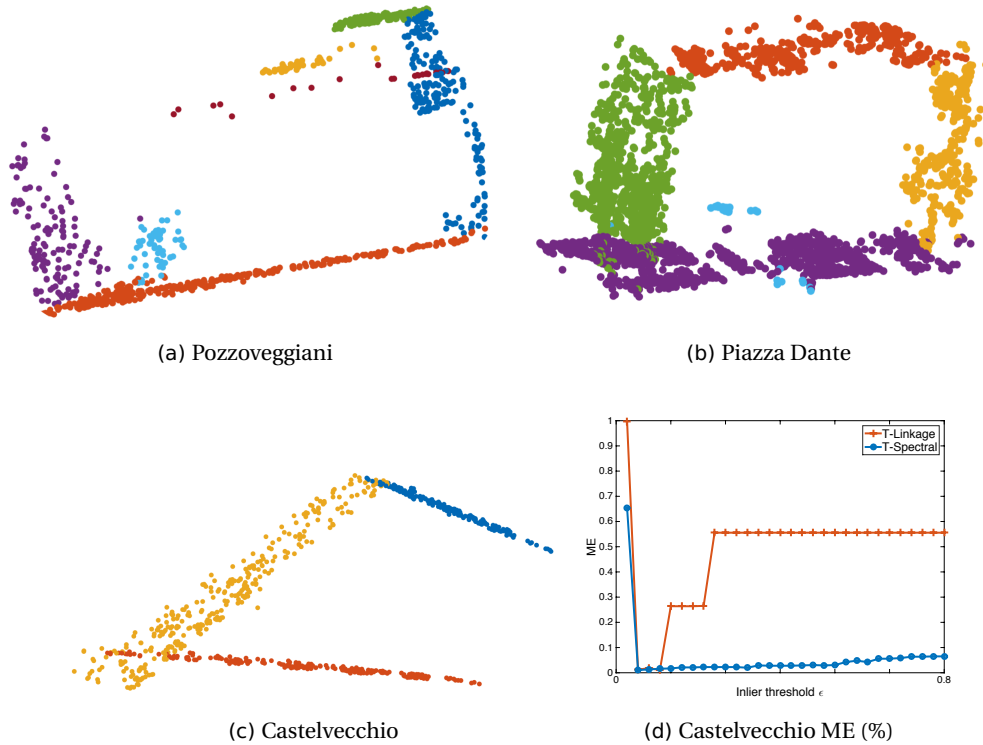 (a) Pozzoveggiani
(b) Piazza Dante
(c) Castelvecchio
1
0.9
0.8
0.7
0.6
0.5
0.4
0.3
0.2
0.1
0
ME
T-Linkage
T-Spectral
0
0.8
Inlier threshold ϵ
(d) Castelvecchio ME (%)